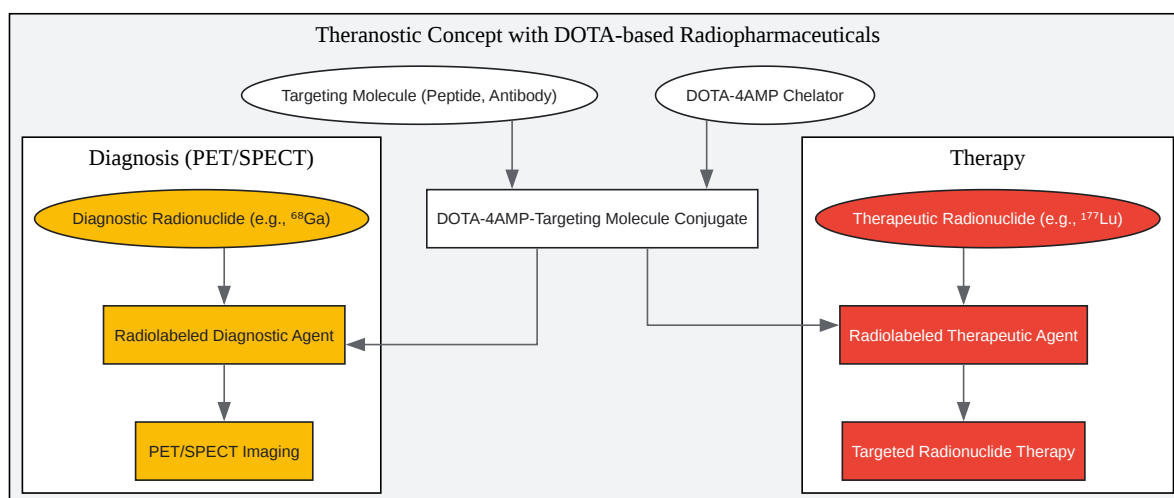 Theranostic Concept with DOTA-based Radiopharmaceuticals
Targeting Molecule (Peptide, Antibody)
DOTA-4AMP Chelator
Diagnosis (PET/SPECT)
Therapy
Diagnostic Radionuclide (e.g., ⁶⁸Ga)
DOTA-4AMP-Targeting Molecule Conjugate
Therapeutic Radionuclide (e.g., ¹⁷⁷Lu)
Radiolabeled Diagnostic Agent
Radiolabeled Therapeutic Agent
PET/SPECT Imaging
Targeted Radionuclide Therapy